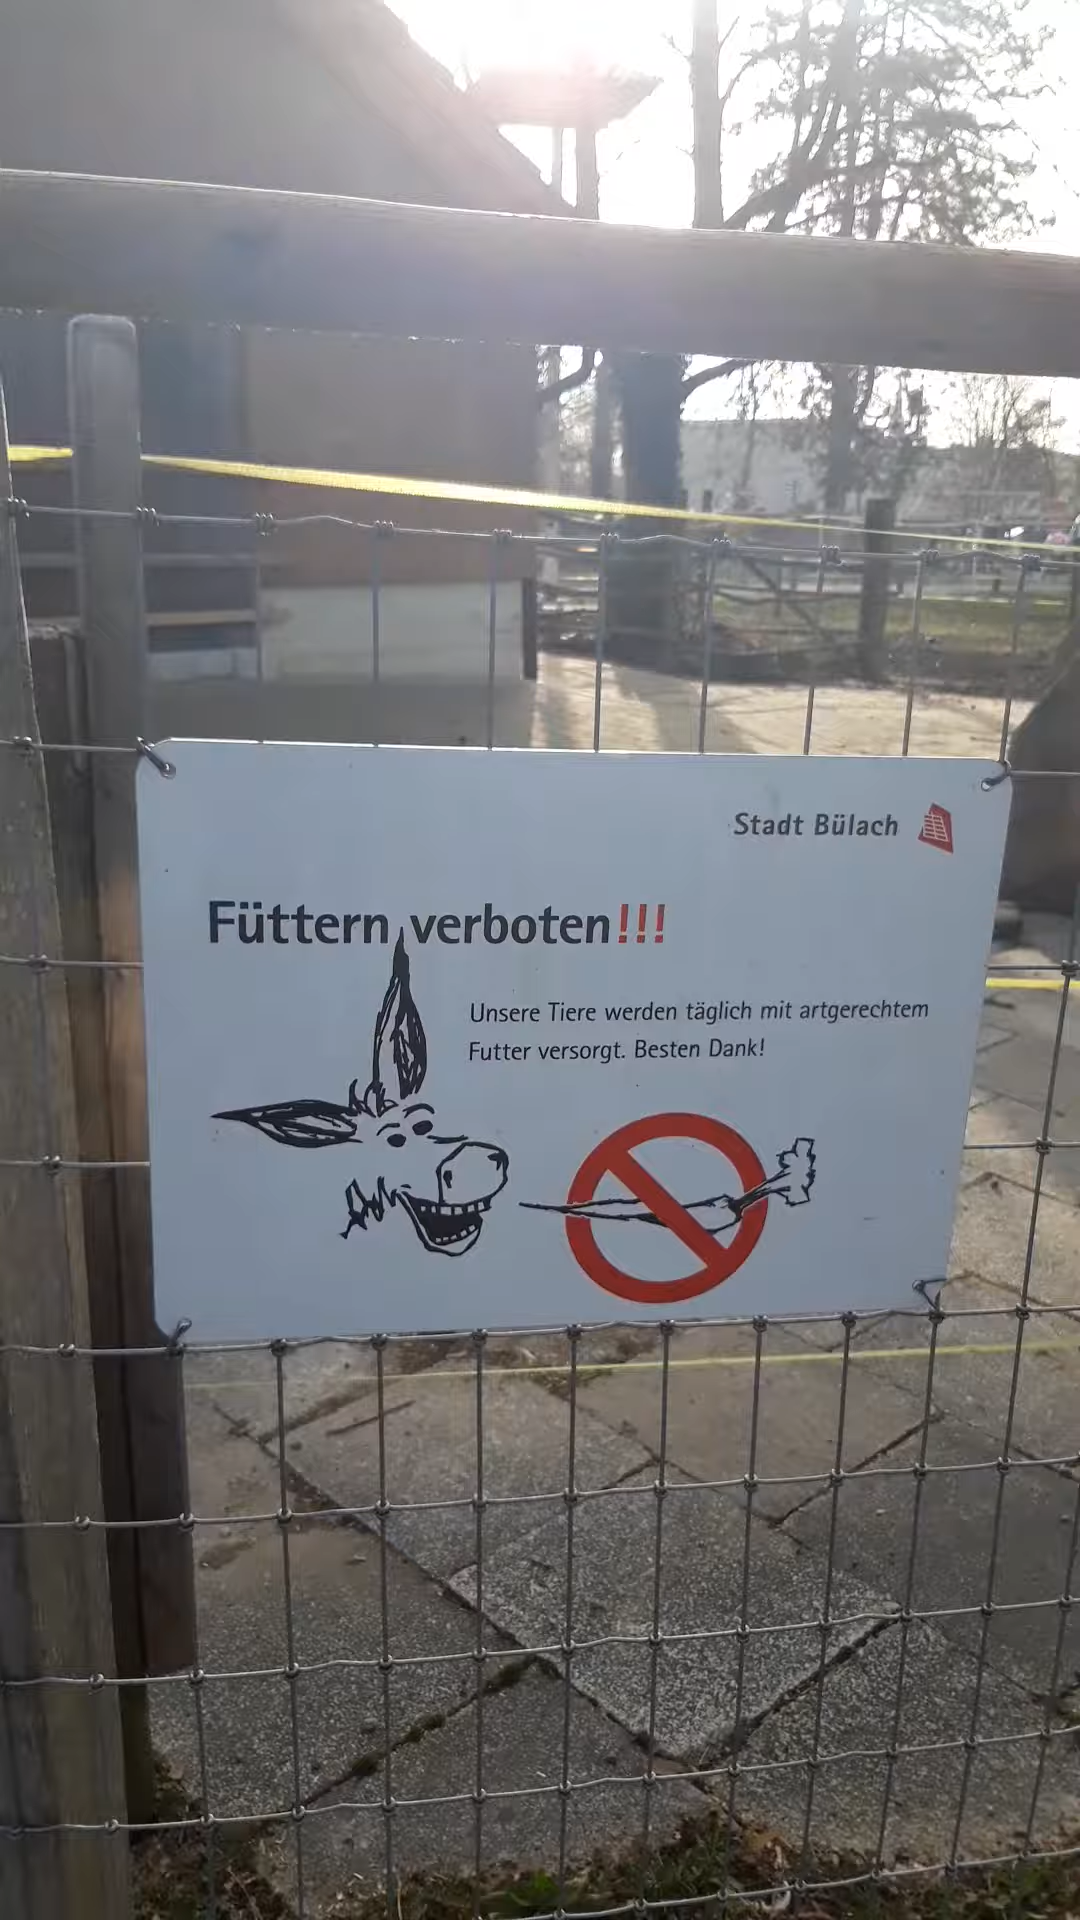 Stadt Bülach
Füttern verboten!!!
Unsere Tiere werden täglich mit artgerechtem
Futter versorgt. Besten Dank!